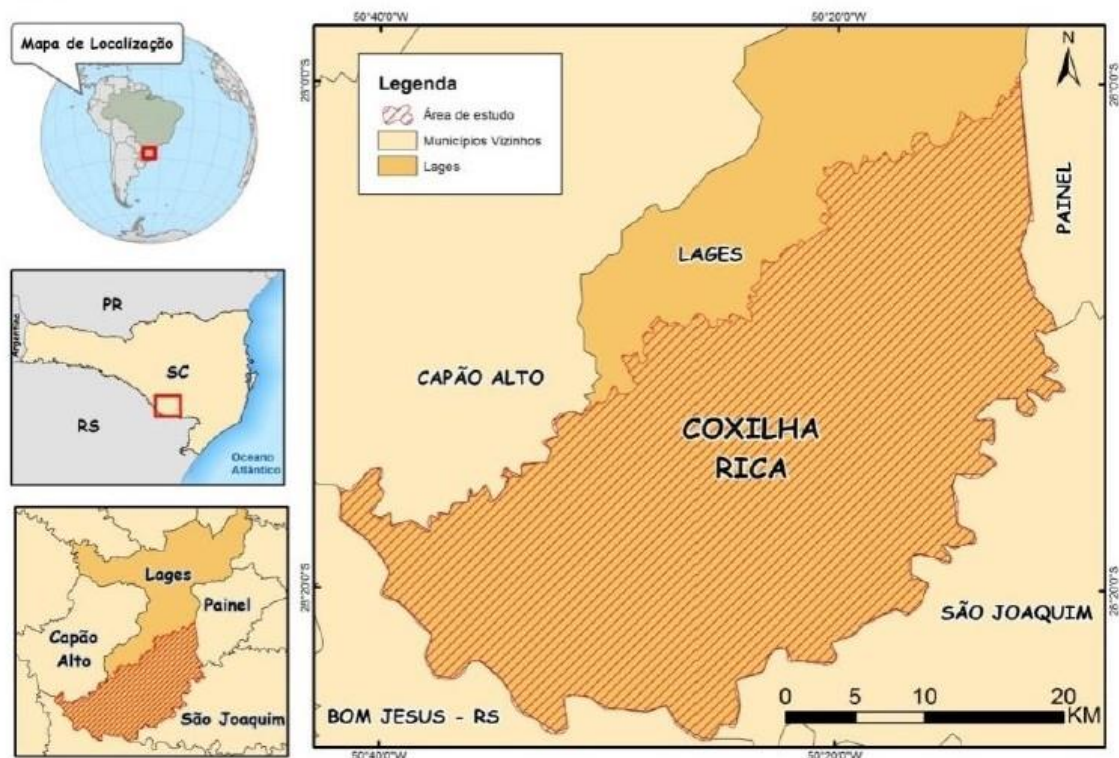 Mapa de Localização
PR
Argentina
SC
RS
Oceano
Atlântico
Lages
Painel
Capão
Alto
São Joaquim
50°40'0"W
50°20'0"W
N
Legenda
Área de estudo
Municípios Vizinhos
Lages
28°0'0"S
28°0'0"S
PAINEL
LAGES
CAPÃO ALTO
COXILHA
RICA
28°20'0"S
28°20'0"S
SÃO JOAQUIM
BOM JESUS - RS
0 5 10 20
KM
50°40'0"W
50°20'0"W